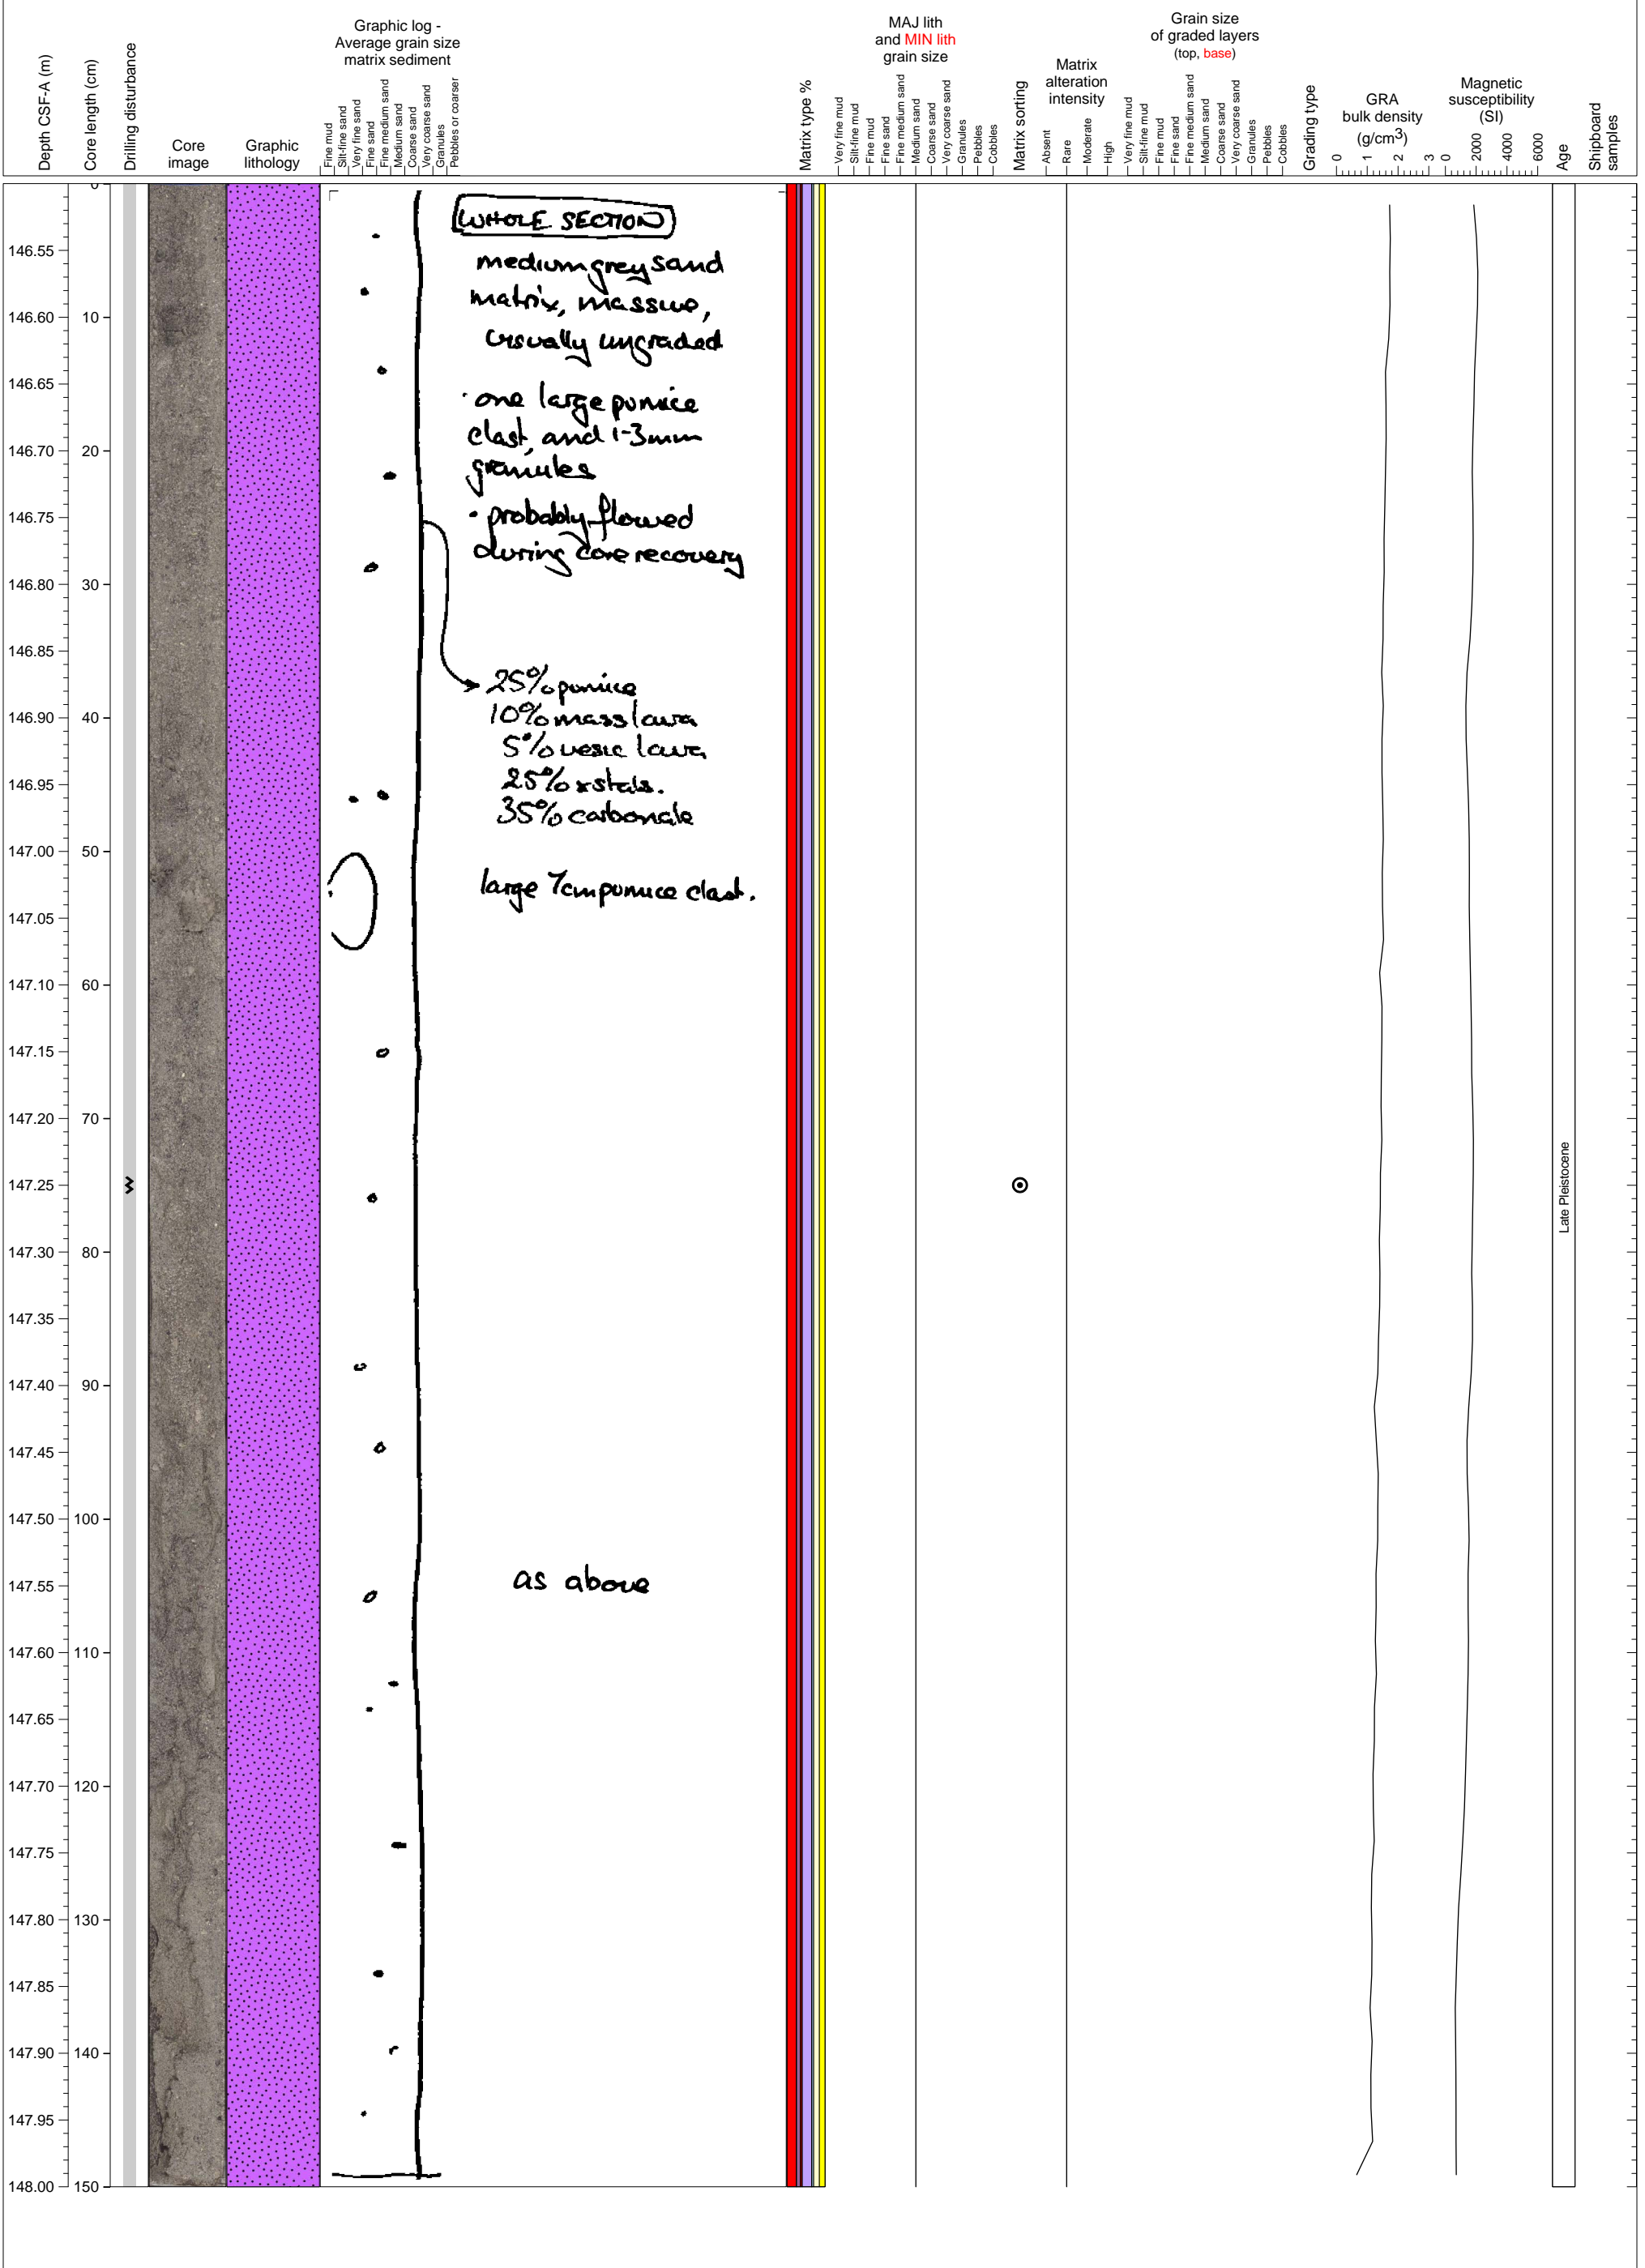 Depth CSF-A (m)
Core length (cm)
Drilling disturbance
Core
image
Graphic
lithology
Graphic log -
Average grain size
matrix sediment
Fine mud
Silt-fine sand
Very fine sand
Fine sand
Fine medium sand
Medium sand
Coarse sand
Very coarse sand
Granules
Pebbles or coarser
Matrix type %
MAJ lith
and MIN lith
grain size
Very fine mud
Silt-fine mud
Fine mud
Fine sand
Fine medium sand
Medium sand
Coarse sand
Very coarse sand
Granules
Pebbles
Cobbles
Matrix sorting
Matrix
alteration
intensity
Absent
Rare
Moderate
High
Grain size
of graded layers
(top, base)
Very fine mud
Silt-fine mud
Fine mud
Fine sand
Fine medium sand
Medium sand
Coarse sand
Very coarse sand
Granules
Pebbles
Cobbles
Grading type
GRA
bulk density
(g/cm3)
0 1 2 3
Magnetic
susceptibility
(SI)
0 2000 4000 6000
Age
Shipboard
samples
0
146.55
146.60 10
146.65
146.70 20
146.75
146.80 30
146.85
146.90 40
146.95
147.00 50
147.05
147.10 60
147.15
147.20 70
147.25
147.30 80
147.35
147.40 90
147.45
147.50 100
147.55
147.60 110
147.65
147.70 120
147.75
147.80 130
147.85
147.90 140
147.95
148.00 150
WHOLE SECTION
medium grey sand
matrix, massive,
usually ungraded
· one large pumice
clast, and 1-3mm
granules
· probably flowed
during core recovery
25% pumice
10% mass lava
5% vesic lava
25% xstals.
35% carbonate
large 7cm pumice clast.
as above
Late Pleistocene